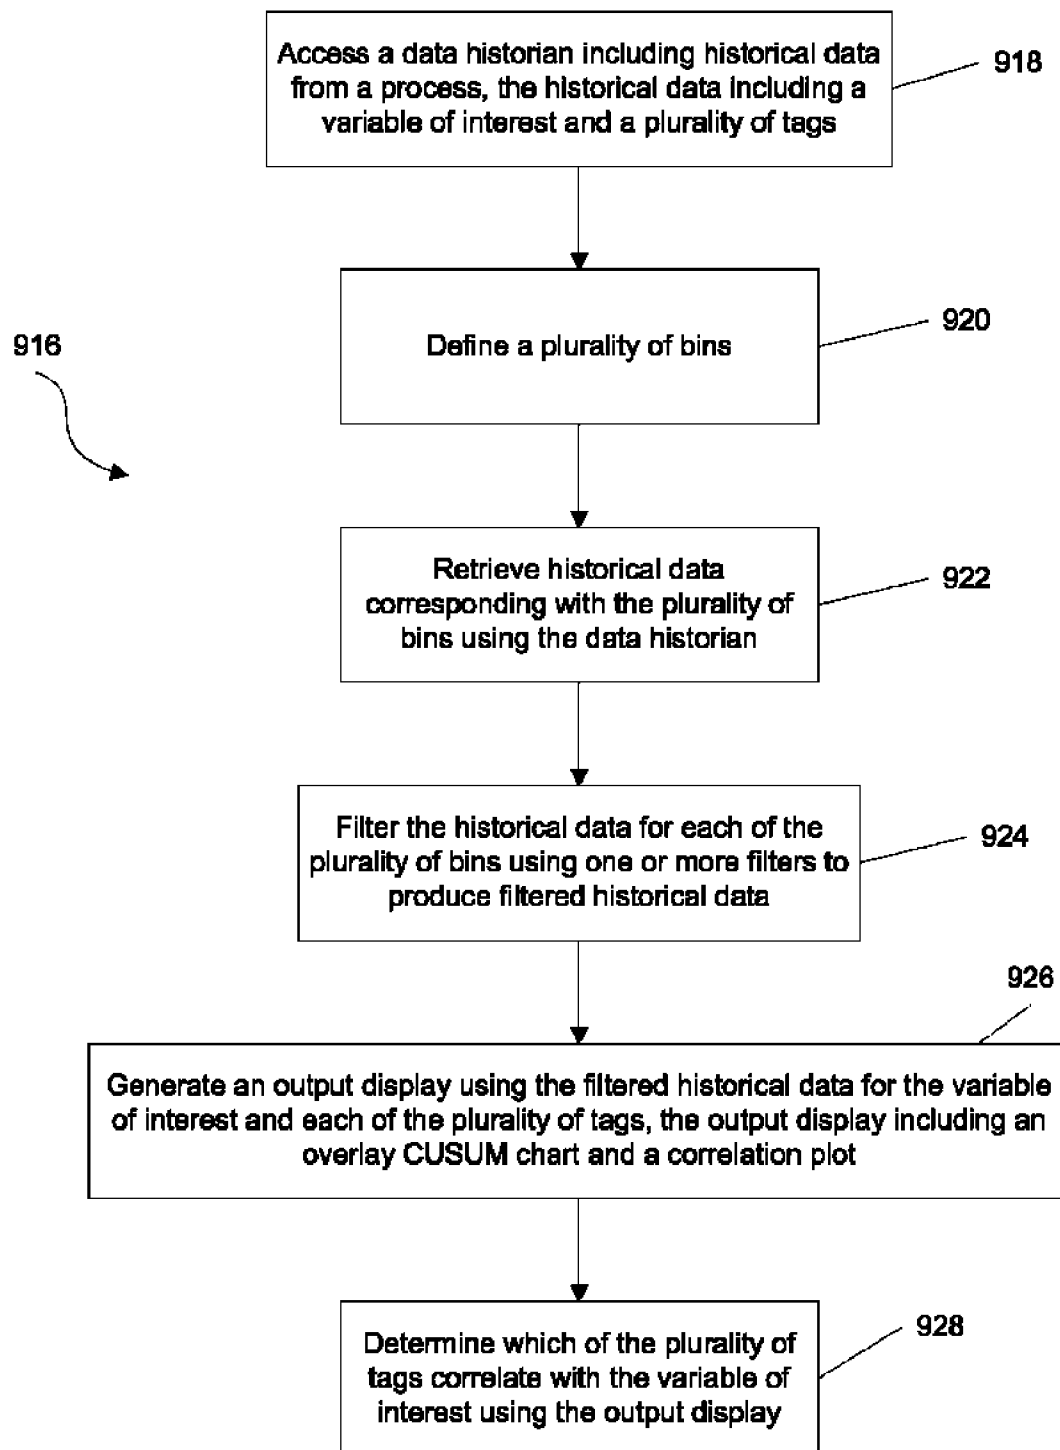 Access a data historian including historical data
from a process, the historical data including a
variable of interest and a plurality of tags
918
Define a plurality of bins
920
916
Retrieve historical data
corresponding with the plurality of
bins using the data historian
922
Filter the historical data for each of the
plurality of bins using one or more filters to
produce filtered historical data
924
926
Generate an output display using the filtered historical data for the variable
of interest and each of the plurality of tags, the output display including an
overlay CUSUM chart and a correlation plot
Determine which of the plurality of
tags correlate with the variable of
interest using the output display
928